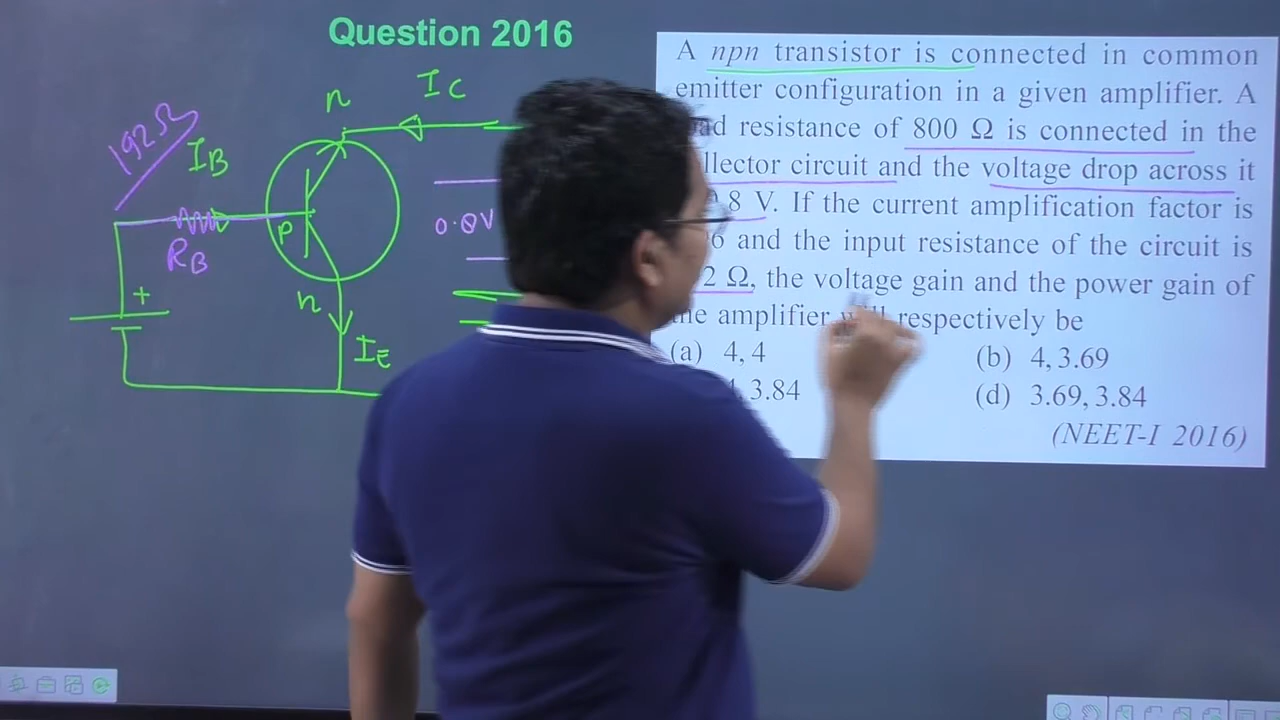 Question 2016
A npn transistor is connected in common
emitter configuration in a given amplifier. A
resistance of 800 Ω is connected in the
collector circuit and the voltage drop across it
8 V. If the current amplification factor is
6 and the input resistance of the circuit is
2 Ω, the voltage gain and the power gain of
the amplifier will respectively be
(a) 4, 4
(b) 4, 3.69
3.84
(d) 3.69, 3.84
(NEET-I 2016)
n
IC
192Ω
IB
P
RB
0.8V
+
n
IE